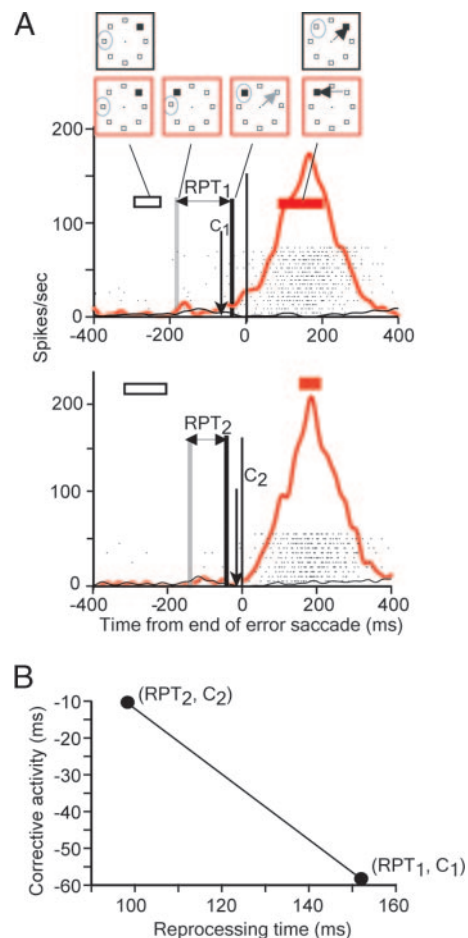 A
200
RPT1
C1
100
Spikes/sec
0
-400 -200 0 200 400
200
RPT2
C2
100
0
-400 -200 0 200 400
Time from end of error saccade (ms)
B
-10
(RPT2, C2)
-20
-30
-40
-50
(RPT1, C1)
-60
Corrective activity (ms)
100 120 140 160
Reprocessing time (ms)